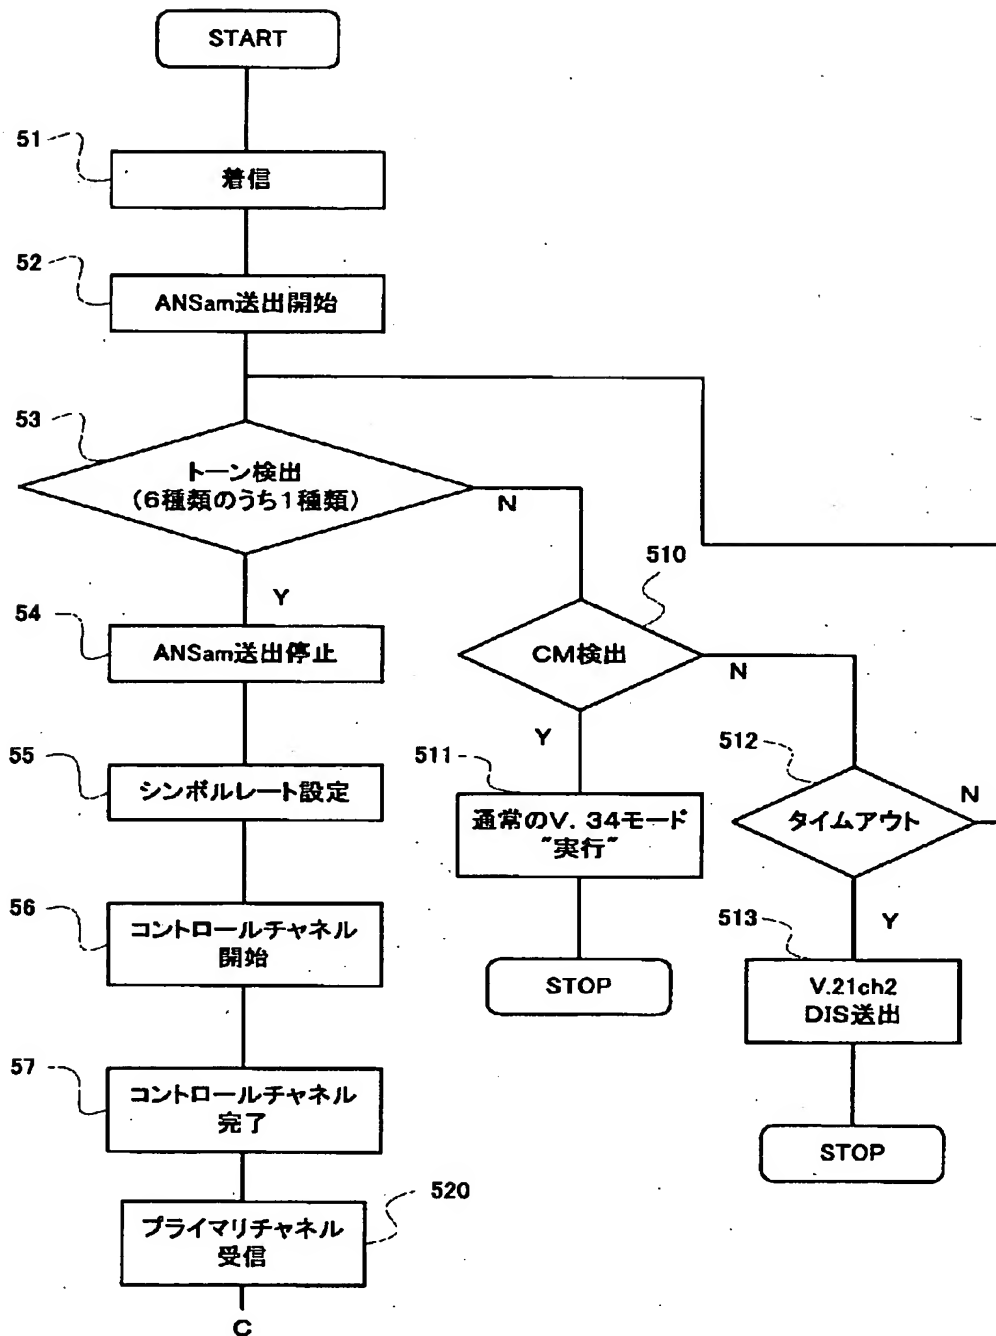 START
51
着信
52
ANSam送出開始
53
トーン検出
(6種類のうち1種類)
N
Y
510
CM検出
N
54
ANSam送出停止
Y
511
512
55
シンボルレート設定
通常のV. 34モード
"実行"
タイムアウト
N
Y
56
コントロールチャネル
開始
513
V.21ch2
DIS送出
STOP
57
コントロールチャネル
完了
STOP
520
プライマリチャネル
受信
C